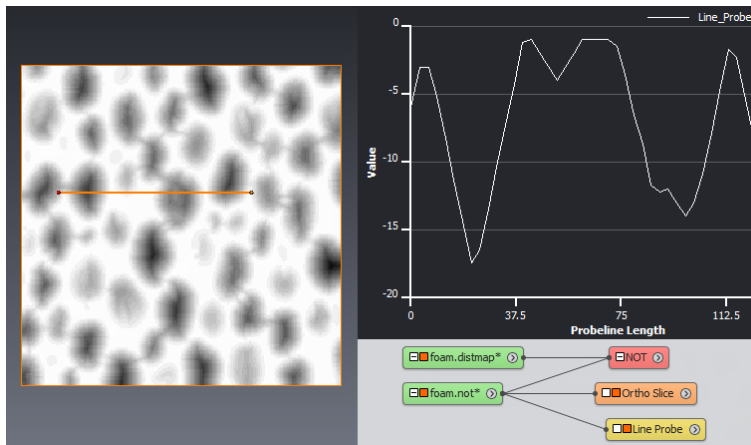 Line_Probe
0
-5
-10
-15
-20
Value
0
37.5
75
112.5
Probeline Length
foam.distmap*
NOT
foam.not*
Ortho Slice
Line Probe